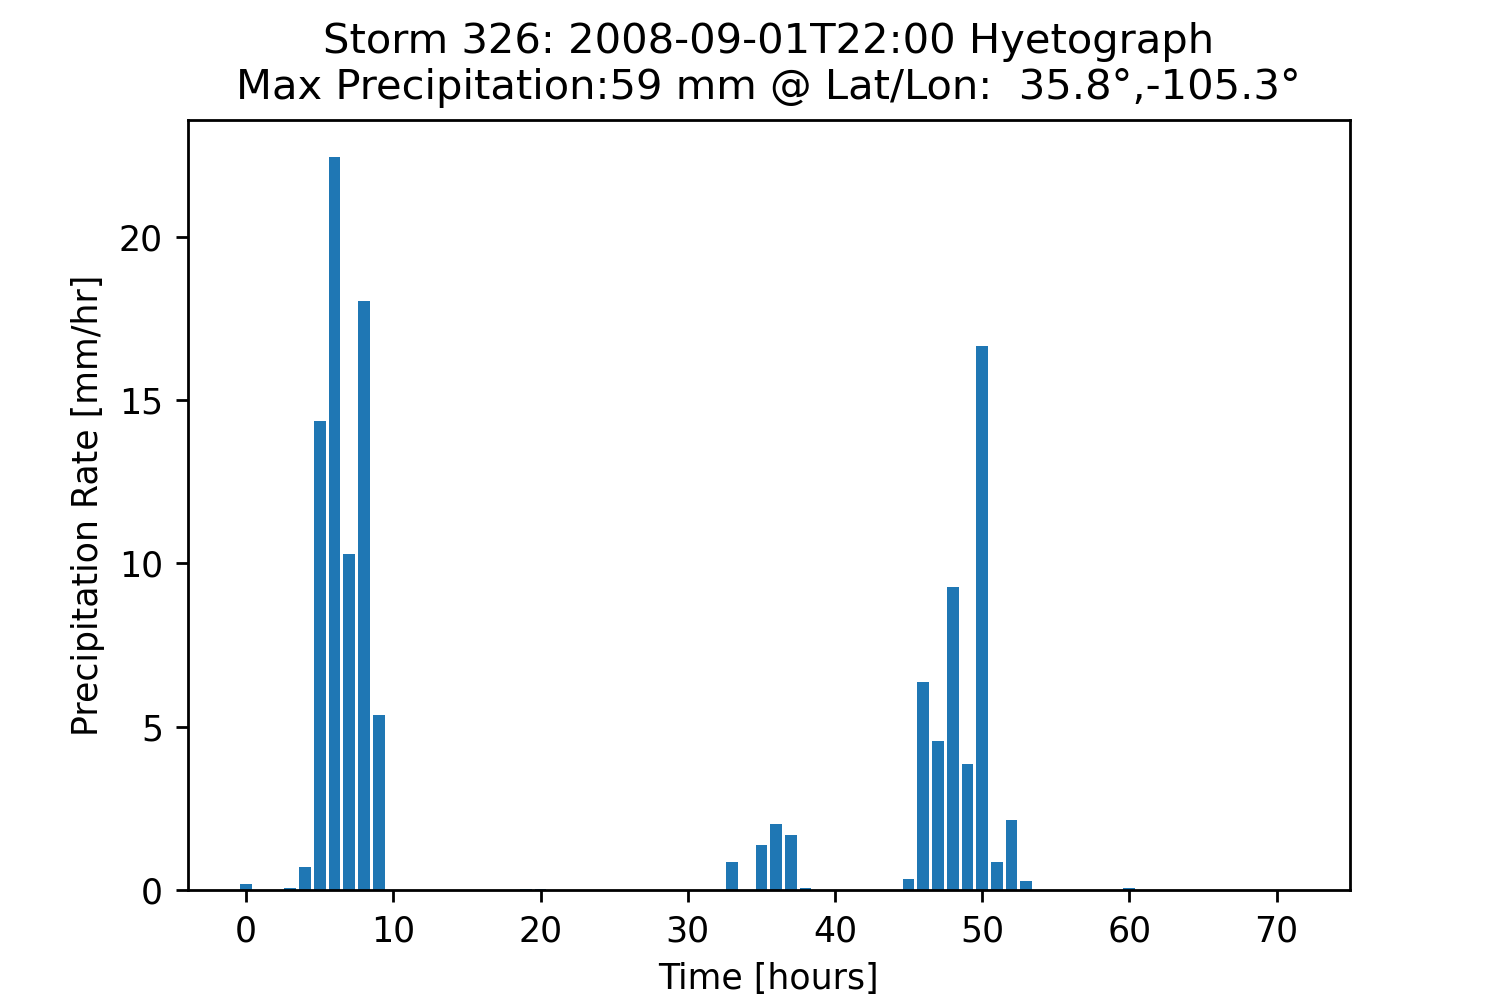 Storm 326: 2008-09-01T22:00 Hyetograph
Max Precipitation:59 mm @ Lat/Lon:  35.8°,-105.3°
Precipitation Rate [mm/hr]
20
15
10
5
0
0 10 20 30 40 50 60 70
Time [hours]